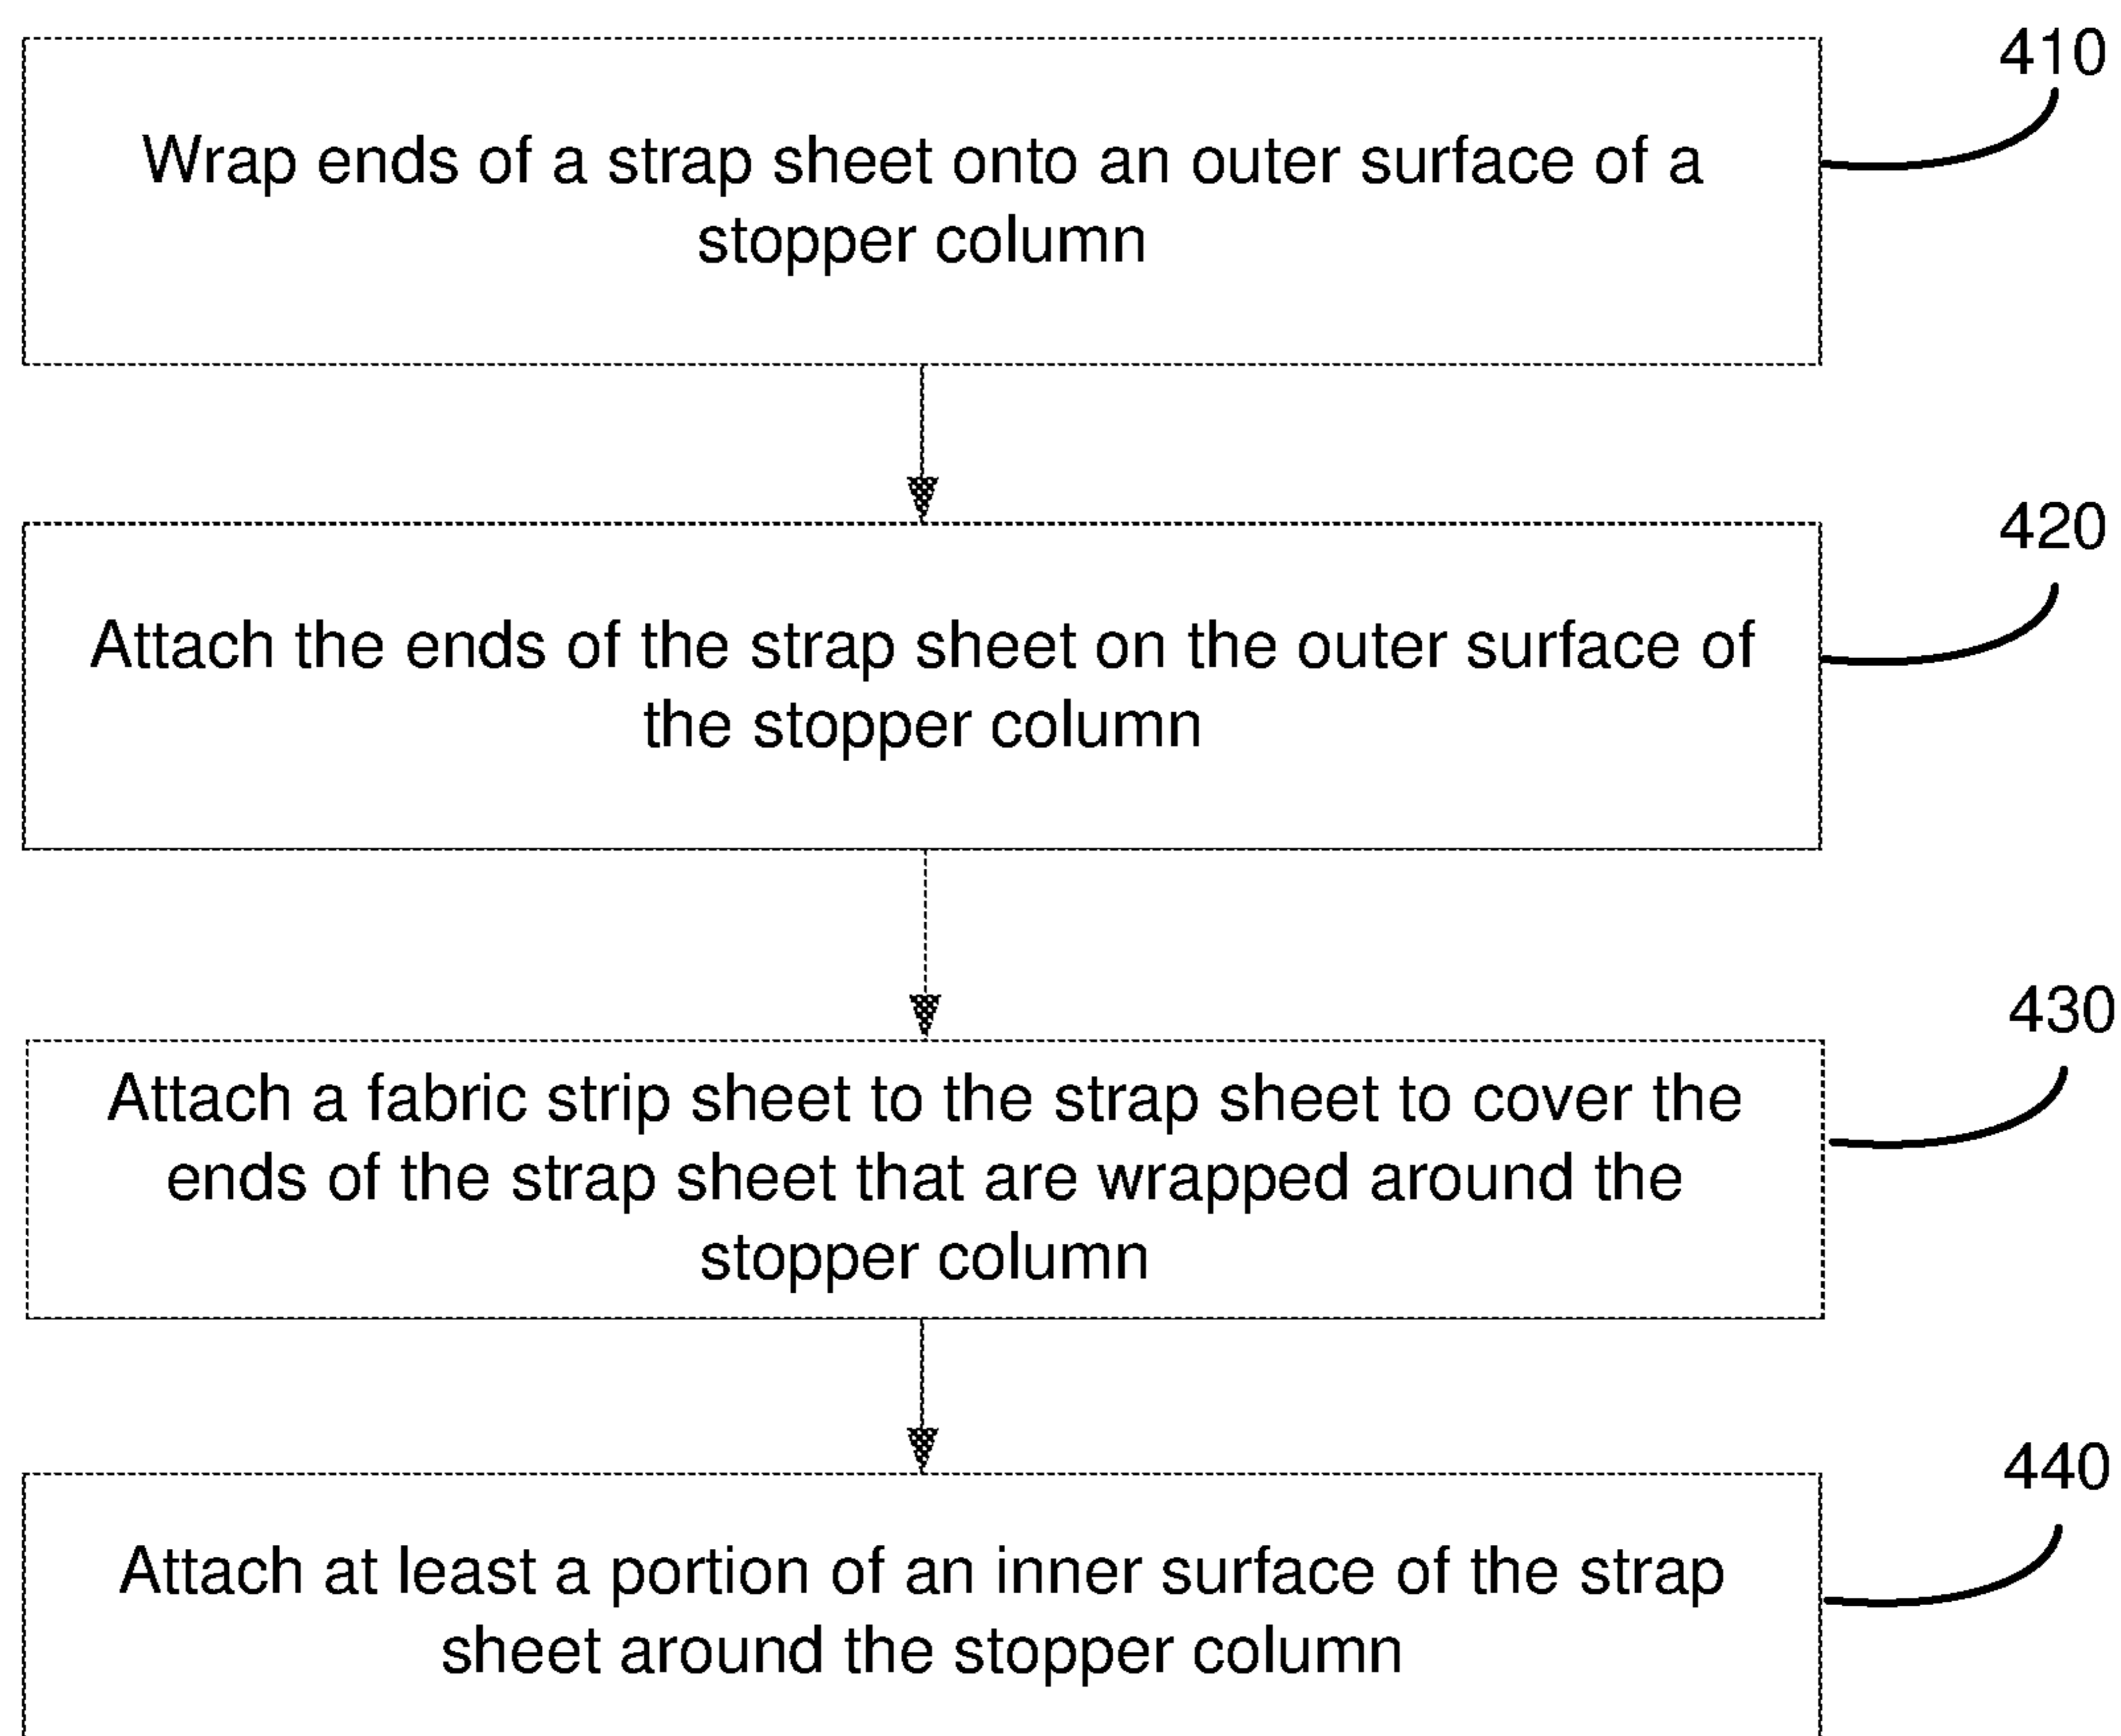 410
Wrap ends of a strap sheet onto an outer surface of a
stopper column
420
Attach the ends of the strap sheet on the outer surface of
the stopper column
430
Attach a fabric strip sheet to the strap sheet to cover the
ends of the strap sheet that are wrapped around the
stopper column
440
Attach at least a portion of an inner surface of the strap
sheet around the stopper column